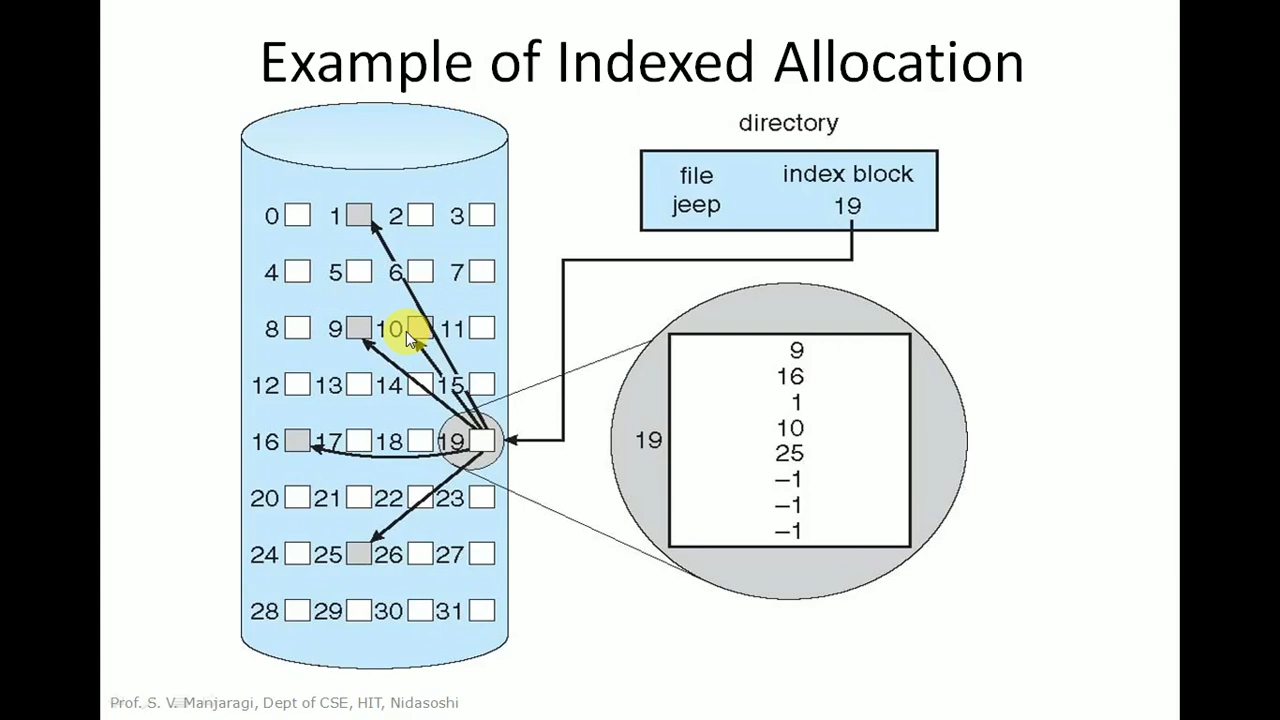 Example of Indexed Allocation
directory
file index block
jeep 19
0 1 2 3
4 5 6 7
8 9 10 11
12 13 14 15
16 17 18 19
20 21 22 23
24 25 26 27
28 29 30 31
19
9
16
1
10
25
–1
–1
–1
Prof. S. V. Manjaragi, Dept of CSE, HIT, Nidasoshi